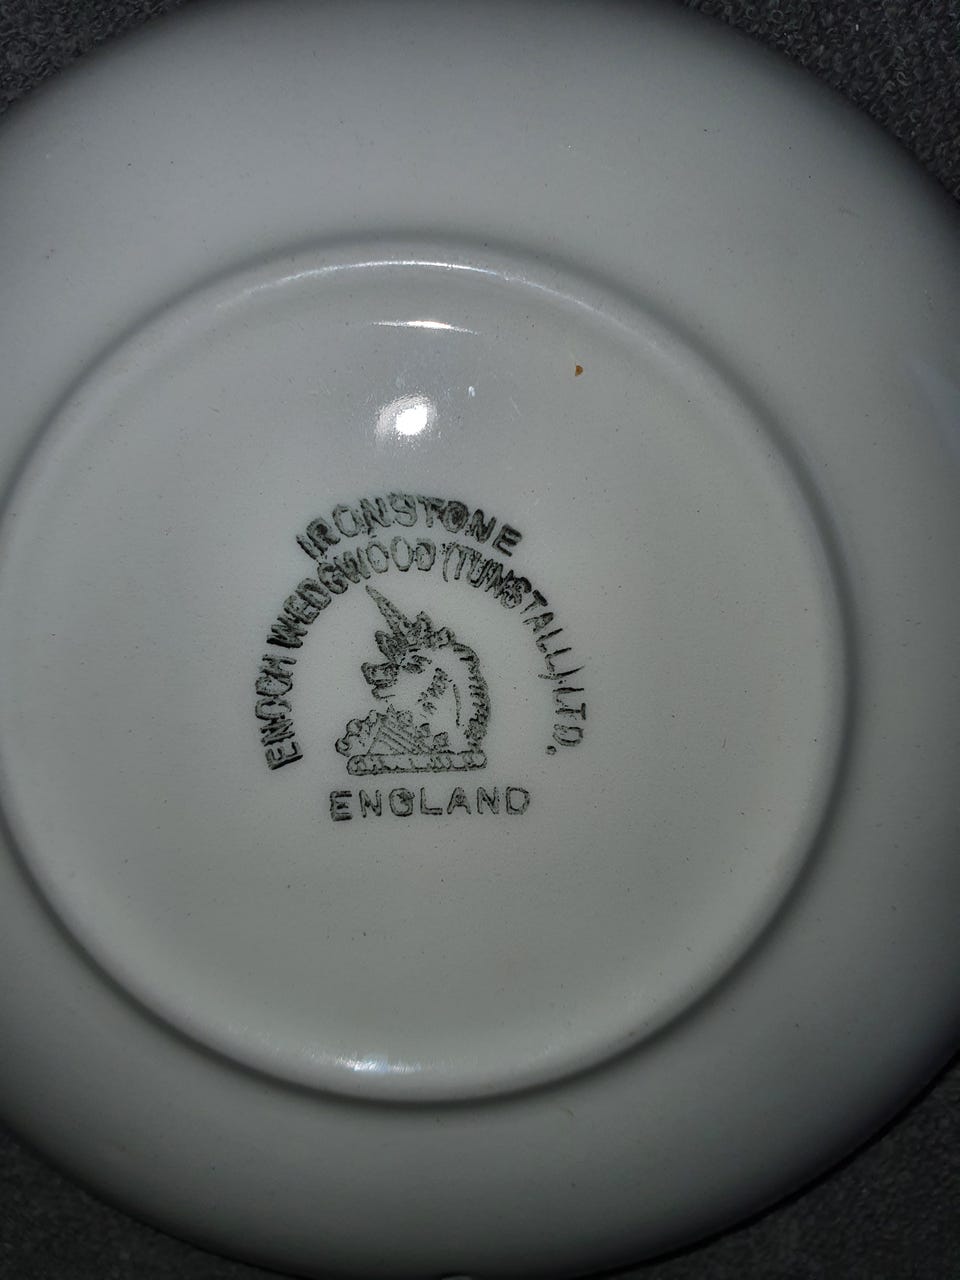 IRONSTONE
ENOCH WEDGWOOD (TUNSTALL) LTD.
ENGLAND